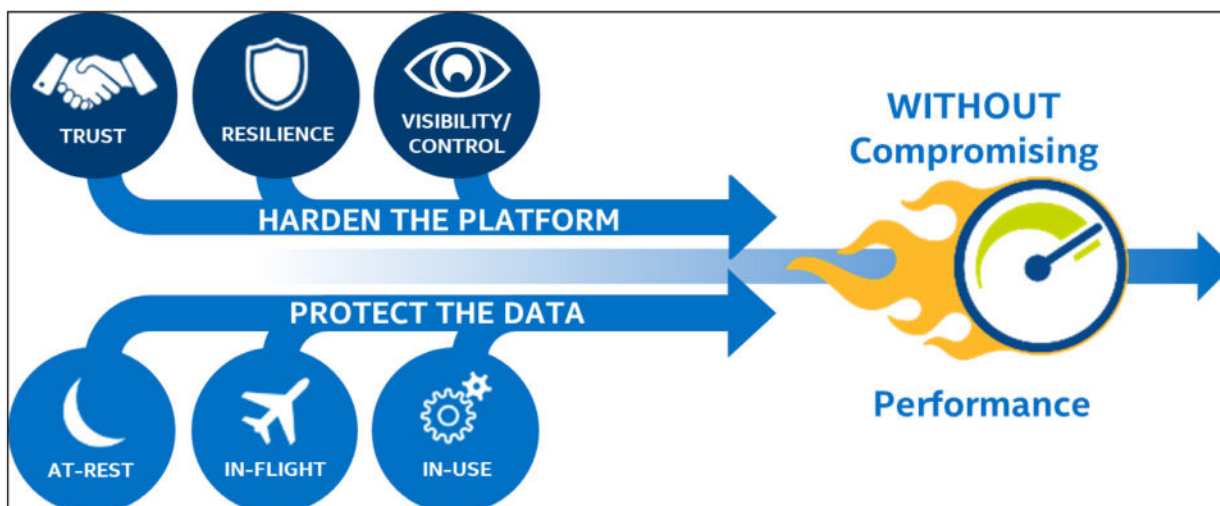 TRUST
RESILIENCE
VISIBILITY/
CONTROL
HARDEN THE PLATFORM
WITHOUT
Compromising
PROTECT THE DATA
AT-REST
IN-FLIGHT
IN-USE
Performance